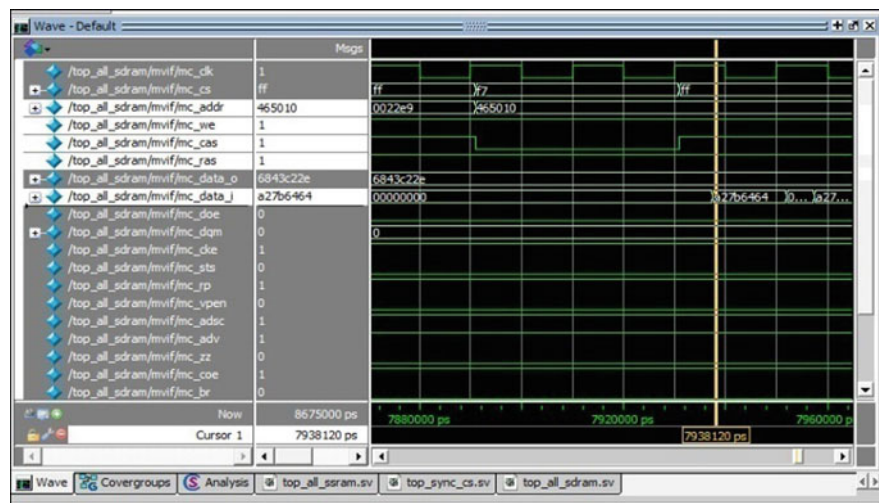 Wave - Default
Msgs
/top_all_sdram/mvif/mc_clk 1
/top_all_sdram/mvif/mc_cs ff ff f7 ff
/top_all_sdram/mvif/mc_addr 465010 0022e9 465010
/top_all_sdram/mvif/mc_we 1
/top_all_sdram/mvif/mc_cas 1
/top_all_sdram/mvif/mc_ras 1
/top_all_sdram/mvif/mc_data_o 6843c22e 6843c22e
/top_all_sdram/mvif/mc_data_i a27b6464 00000000 a27b6464 0... a27...
/top_all_sdram/mvif/mc_doe 0
/top_all_sdram/mvif/mc_dqm 0 0
/top_all_sdram/mvif/mc_cke 1
/top_all_sdram/mvif/mc_sts 0
/top_all_sdram/mvif/mc_rp 1
/top_all_sdram/mvif/mc_vpen 0
/top_all_sdram/mvif/mc_adsc 1
/top_all_sdram/mvif/mc_adv 1
/top_all_sdram/mvif/mc_zz 0
/top_all_sdram/mvif/mc_coe 1
/top_all_sdram/mvif/mc_br 0
Now 8675000 ps 7880000 ps 7920000 ps 7960000 p
Cursor 1 7938120 ps 7938120 ps
Wave Covergroups Analysis top_all_ssram.sv top_sync_cs.sv top_all_sdram.sv